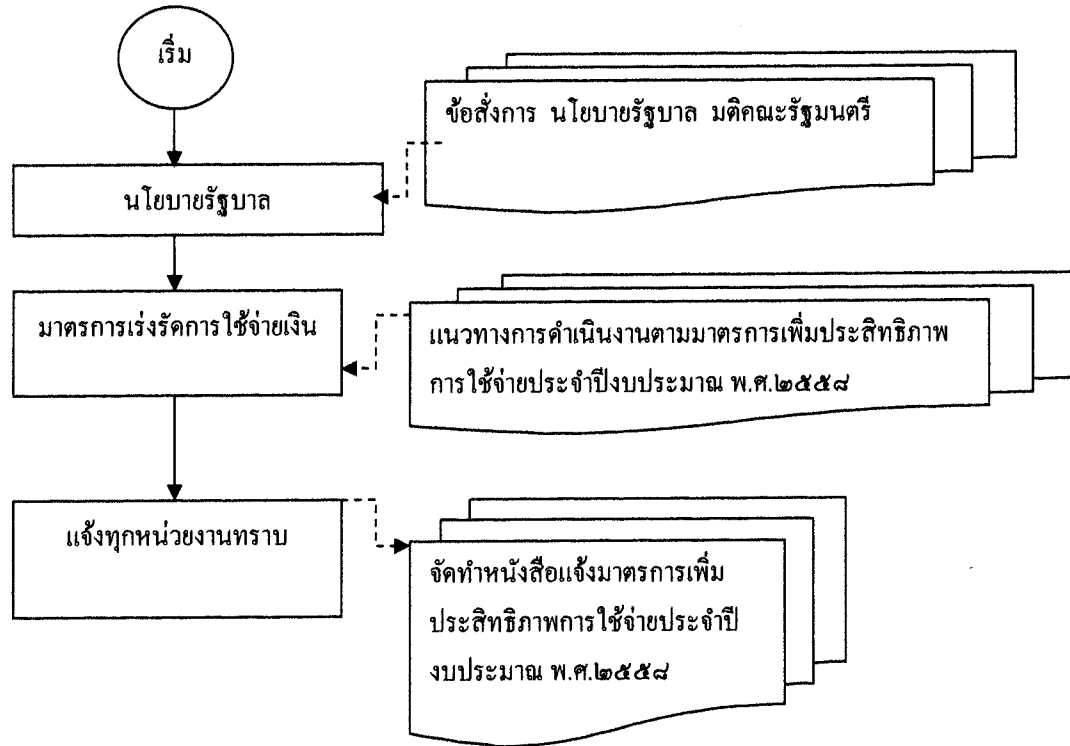 เริ่ม
ข้อสั่งการ นโยบายรัฐบาล มติคณะรัฐมนตรี
นโยบายรัฐบาล
มาตรการเร่งรัดการใช้จ่ายเงิน
แนวทางการดำเนินงานตามมาตรการเพิ่มประสิทธิภาพ
การใช้จ่ายประจำปีงบประมาณ พ.ศ.๒๕๕๘
แจ้งทุกหน่วยงานทราบ
จัดทำหนังสือแจ้งมาตรการเพิ่ม
ประสิทธิภาพการใช้จ่ายประจำปี
งบประมาณ พ.ศ.๒๕๕๘